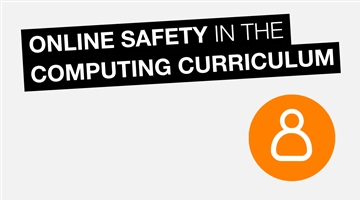 ONLINE SAFETY IN THE
COMPUTING CURRICULUM